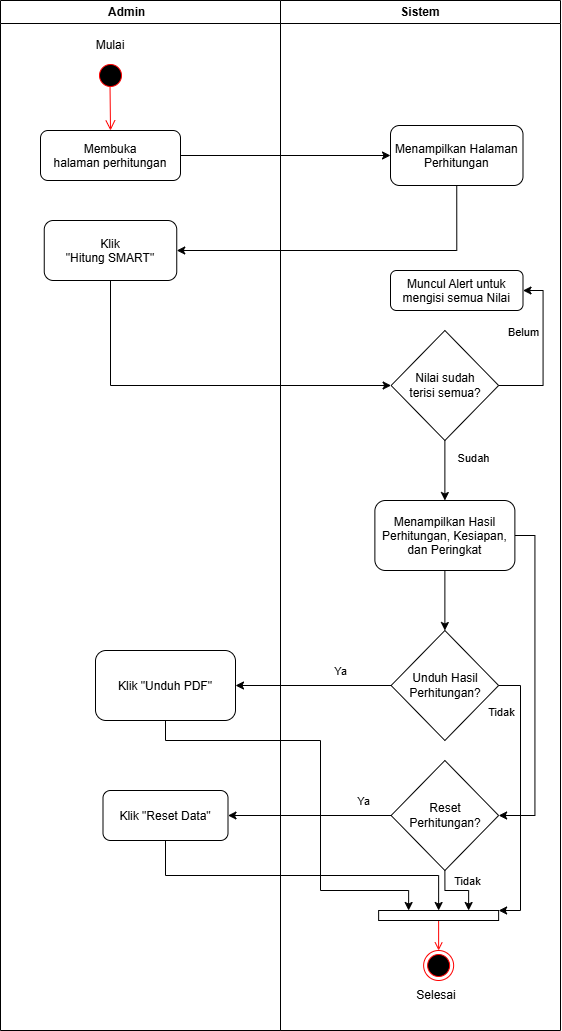 Admin
Sistem
Mulai
Membuka
halaman perhitungan
Menampilkan Halaman
Perhitungan
Klik
"Hitung SMART"
Muncul Alert untuk
mengisi semua Nilai
Belum
Nilai sudah
terisi semua?
Sudah
Menampilkan Hasil
Perhitungan, Kesiapan,
dan Peringkat
Klik "Unduh PDF"
Ya
Unduh Hasil
Perhitungan?
Tidak
Klik "Reset Data"
Ya
Reset
Perhitungan?
Tidak
Selesai